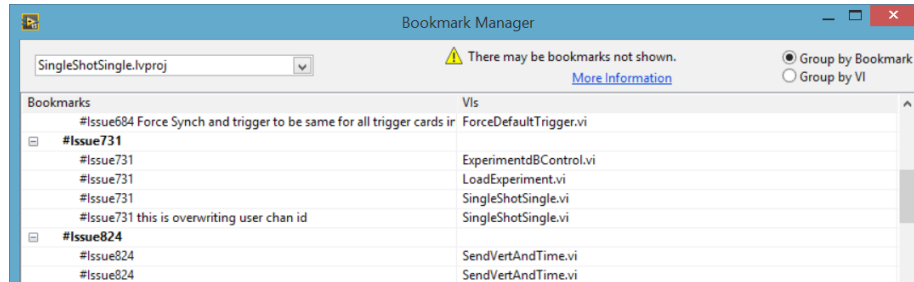 Bookmark Manager
SingleShotSingle.lvproj
There may be bookmarks not shown.
More Information
Group by Bookmark
Group by VI
Bookmarks VIs
#Issue684 Force Synch and trigger to be same for all trigger cards ir ForceDefaultTrigger.vi
#Issue731
#Issue731 ExperimentdBControl.vi
#Issue731 LoadExperiment.vi
#Issue731 SingleShotSingle.vi
#Issue731 this is overwriting user chan id SingleShotSingle.vi
#Issue824
#Issue824 SendVertAndTime.vi
#Issue824 SendVertAndTime.vi